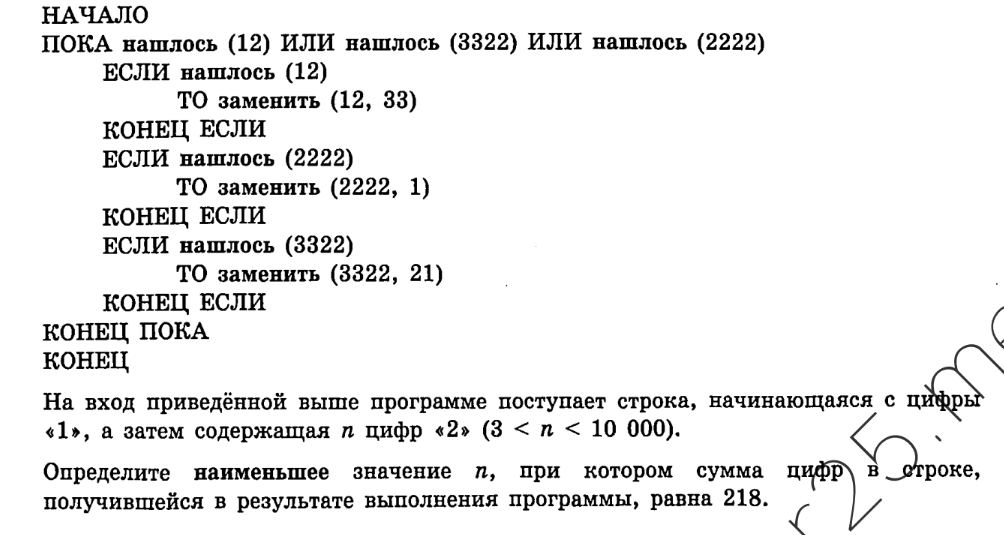 НАЧАЛО
ПОКА нашлось (12) ИЛИ нашлось (3322) ИЛИ нашлось (2222)
ЕСЛИ нашлось (12)
ТО заменить (12, 33)
КОНЕЦ ЕСЛИ
ЕСЛИ нашлось (2222)
ТО заменить (2222, 1)
КОНЕЦ ЕСЛИ
ЕСЛИ нашлось (3322)
ТО заменить (3322, 21)
КОНЕЦ ЕСЛИ
КОНЕЦ ПОКА
КОНЕЦ
На вход приведённой выше программе поступает строка, начинающаяся с цифры
«1», а затем содержащая n цифр «2» (3 < n < 10 000).
Определите наименьшее значение n, при котором сумма цифр в строке,
получившейся в результате выполнения программы, равна 218.